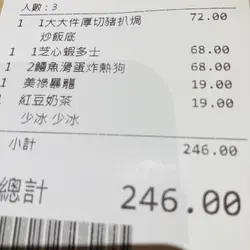 人數：3
1 1大大件厚切豬扒焗 72.00
炒飯底
1 1芝心蝦多士 68.00
1 2鰻魚滑蛋炸熱狗 68.00
1 美祿暴龍 19.00
1 紅豆奶茶 19.00
少冰 少冰
小計 246.00
總計 246.00